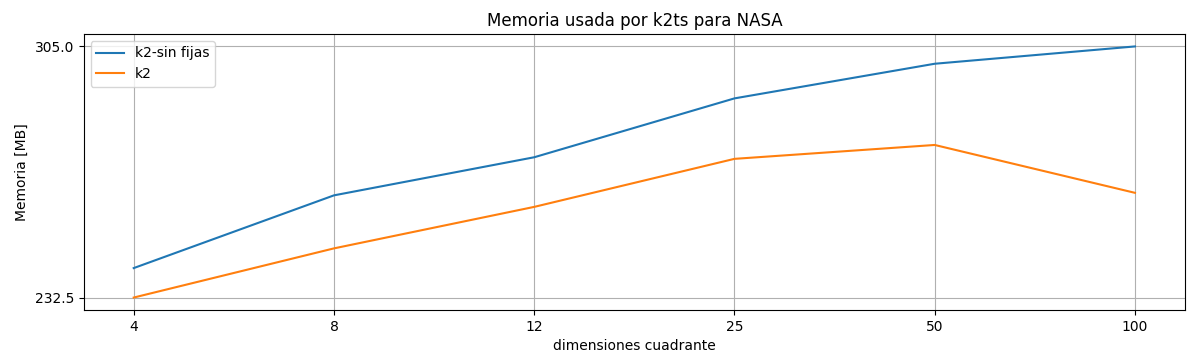 Memoria usada por k2ts para NASA
305.0
k2-sin fijas
k2
Memoria [MB]
232.5
4 8 12 25 50 100
dimensiones cuadrante